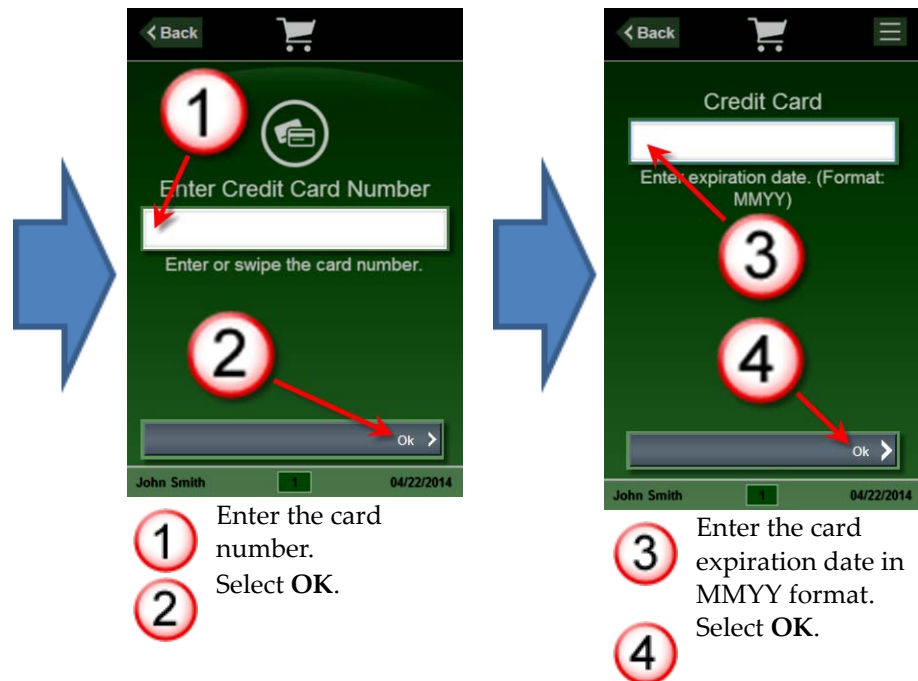 Back
1
Enter Credit Card Number
Enter or swipe the card number.
2
Ok
John Smith 1 04/22/2014
1 Enter the card
number.
2 Select OK.
Back
Credit Card
Enter expiration date. (Format:
MMYY)
3
4
Ok
John Smith 1 04/22/2014
3 Enter the card
expiration date in
MMYY format.
4 Select OK.